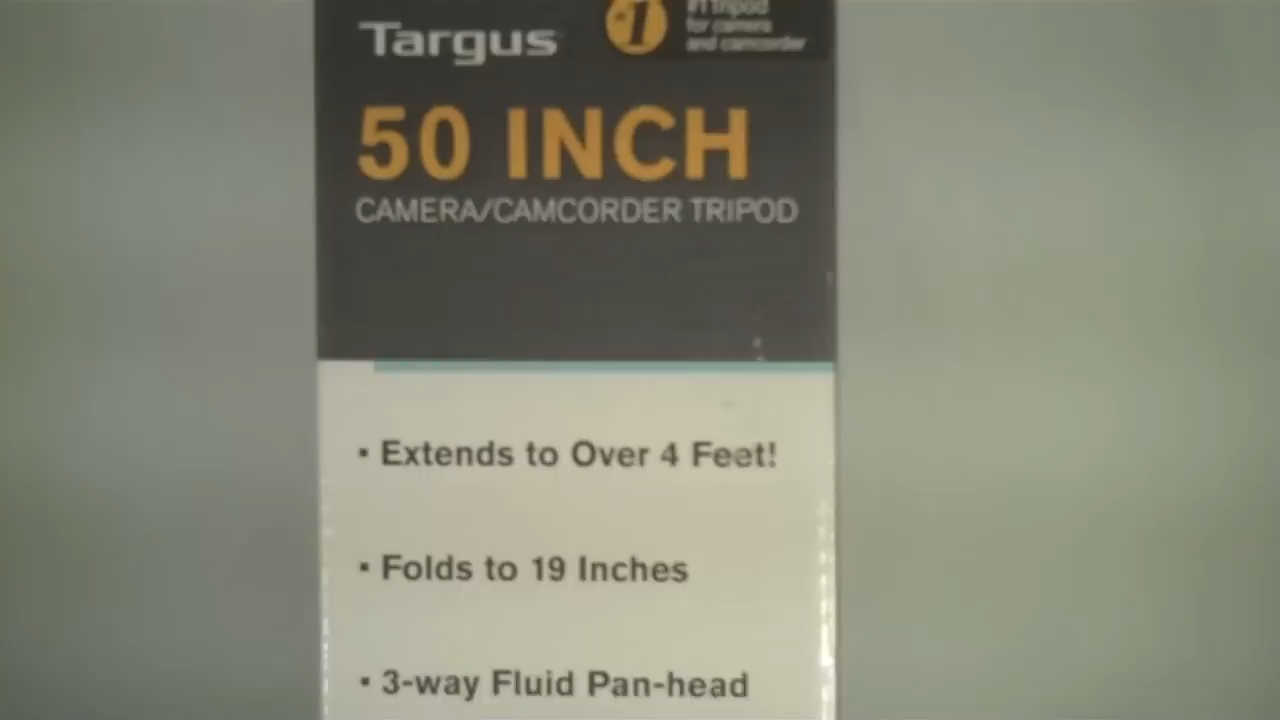 Targus
#1
#1 tripod
for camera
and camcorder
50 INCH
CAMERA/CAMCORDER TRIPOD
▪ Extends to Over 4 Feet!
▪ Folds to 19 Inches
▪ 3-way Fluid Pan-head